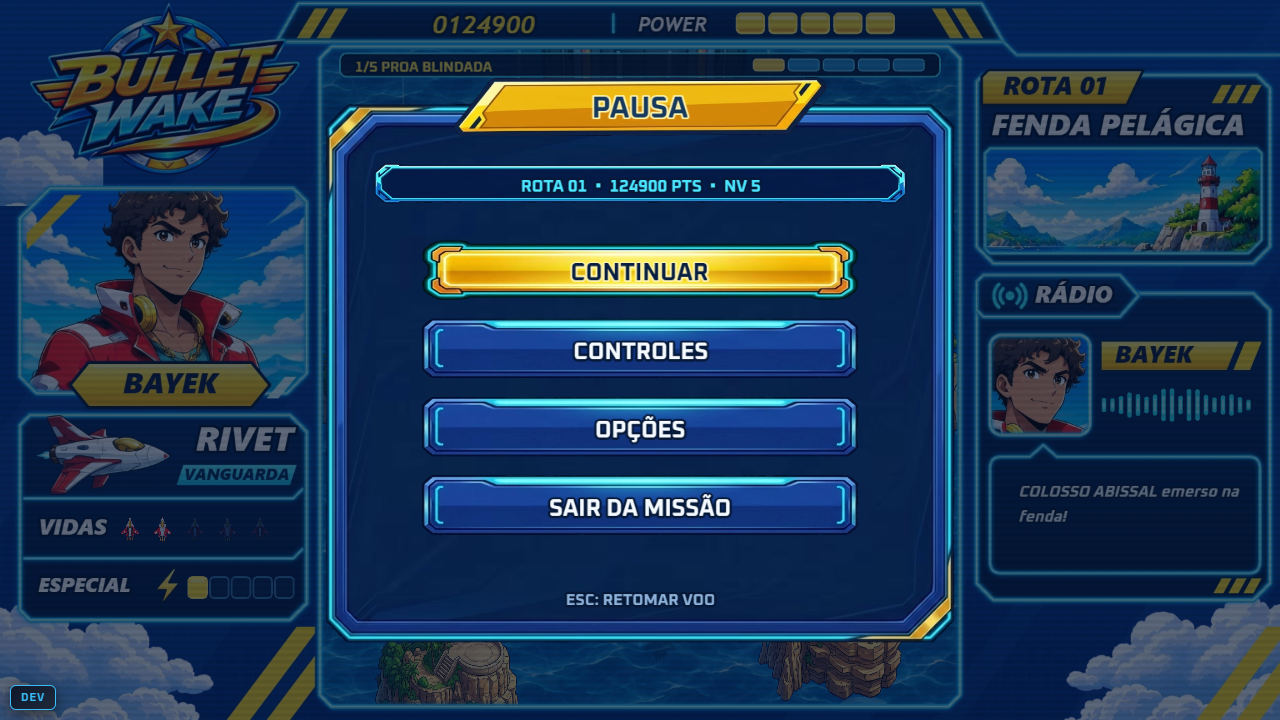 BULLET
WAKE
0124900
POWER
1/5 PROA BLINDADA
PAUSA
ROTA 01 • 124900 PTS • NV 5
CONTINUAR
CONTROLES
OPÇÕES
SAIR DA MISSÃO
ESC: RETOMAR VOO
BAYEK
RIVET
VANGUARDA
VIDAS
ESPECIAL
DEV
ROTA 01
FENDA PELÁGICA
RÁDIO
BAYEK
COLOSSO ABISSAL emerso na
fenda!